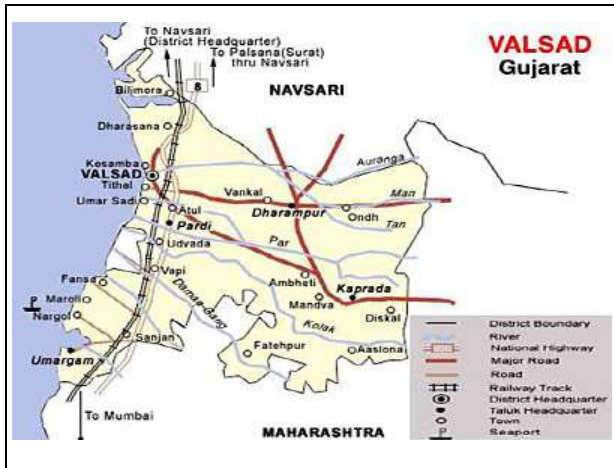 To Navsari
(District Headquarter)
To Palsana(Surat)
thru Navsari
VALSAD
Gujarat
8
Bilimora
NAVSARI
Dharasana
Kosamba
VALSAD
Auranga
Tithal
Vankal
Man
Umar Sadi
Atul
Dharampur
Ondh
Tan
Pardi
Par
Udvada
Vapi
Fansa
Damaa-Gang
Ambheti
Kaprada
Maroli
Mandva
Nargol
Kolak
Diskal
Sanjan
Umargam
Fatehpur
Aaslona
To Mumbai
MAHARASHTRA
District Boundary
River
National Highway
Major Road
Road
Railway Track
District Headquarter
Taluk Headquarter
Town
P
Seaport